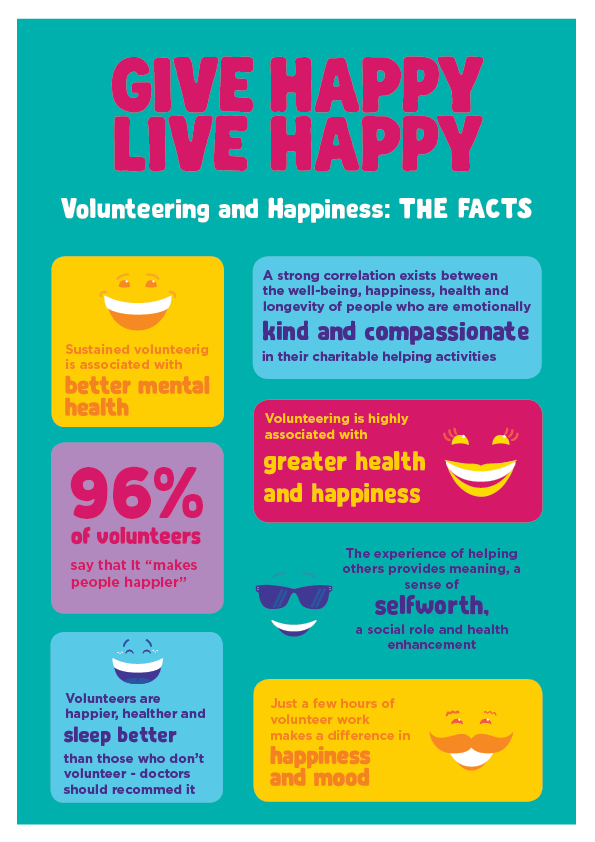 GIVE HAPPY
LIVE HAPPY
Volunteering and Happiness: THE FACTS
Sustained volunteerig
is associated with
better mental
health
A strong correlation exists between
the well-being, happiness, health and
longevity of people who are emotionally
kind and compassionate
in their charitable helping activities
Volunteering is highly
associated with
greater health
and happiness
96%
of volunteers
say that it “makes
people happier”
The experience of helping
others provides meaning, a
sense of
selfworth,
a social role and health
enhancement
Volunteers are
happier, healther and
sleep better
than those who don’t
volunteer - doctors
should recommed it
Just a few hours of
volunteer work
makes a difference in
happiness
and mood